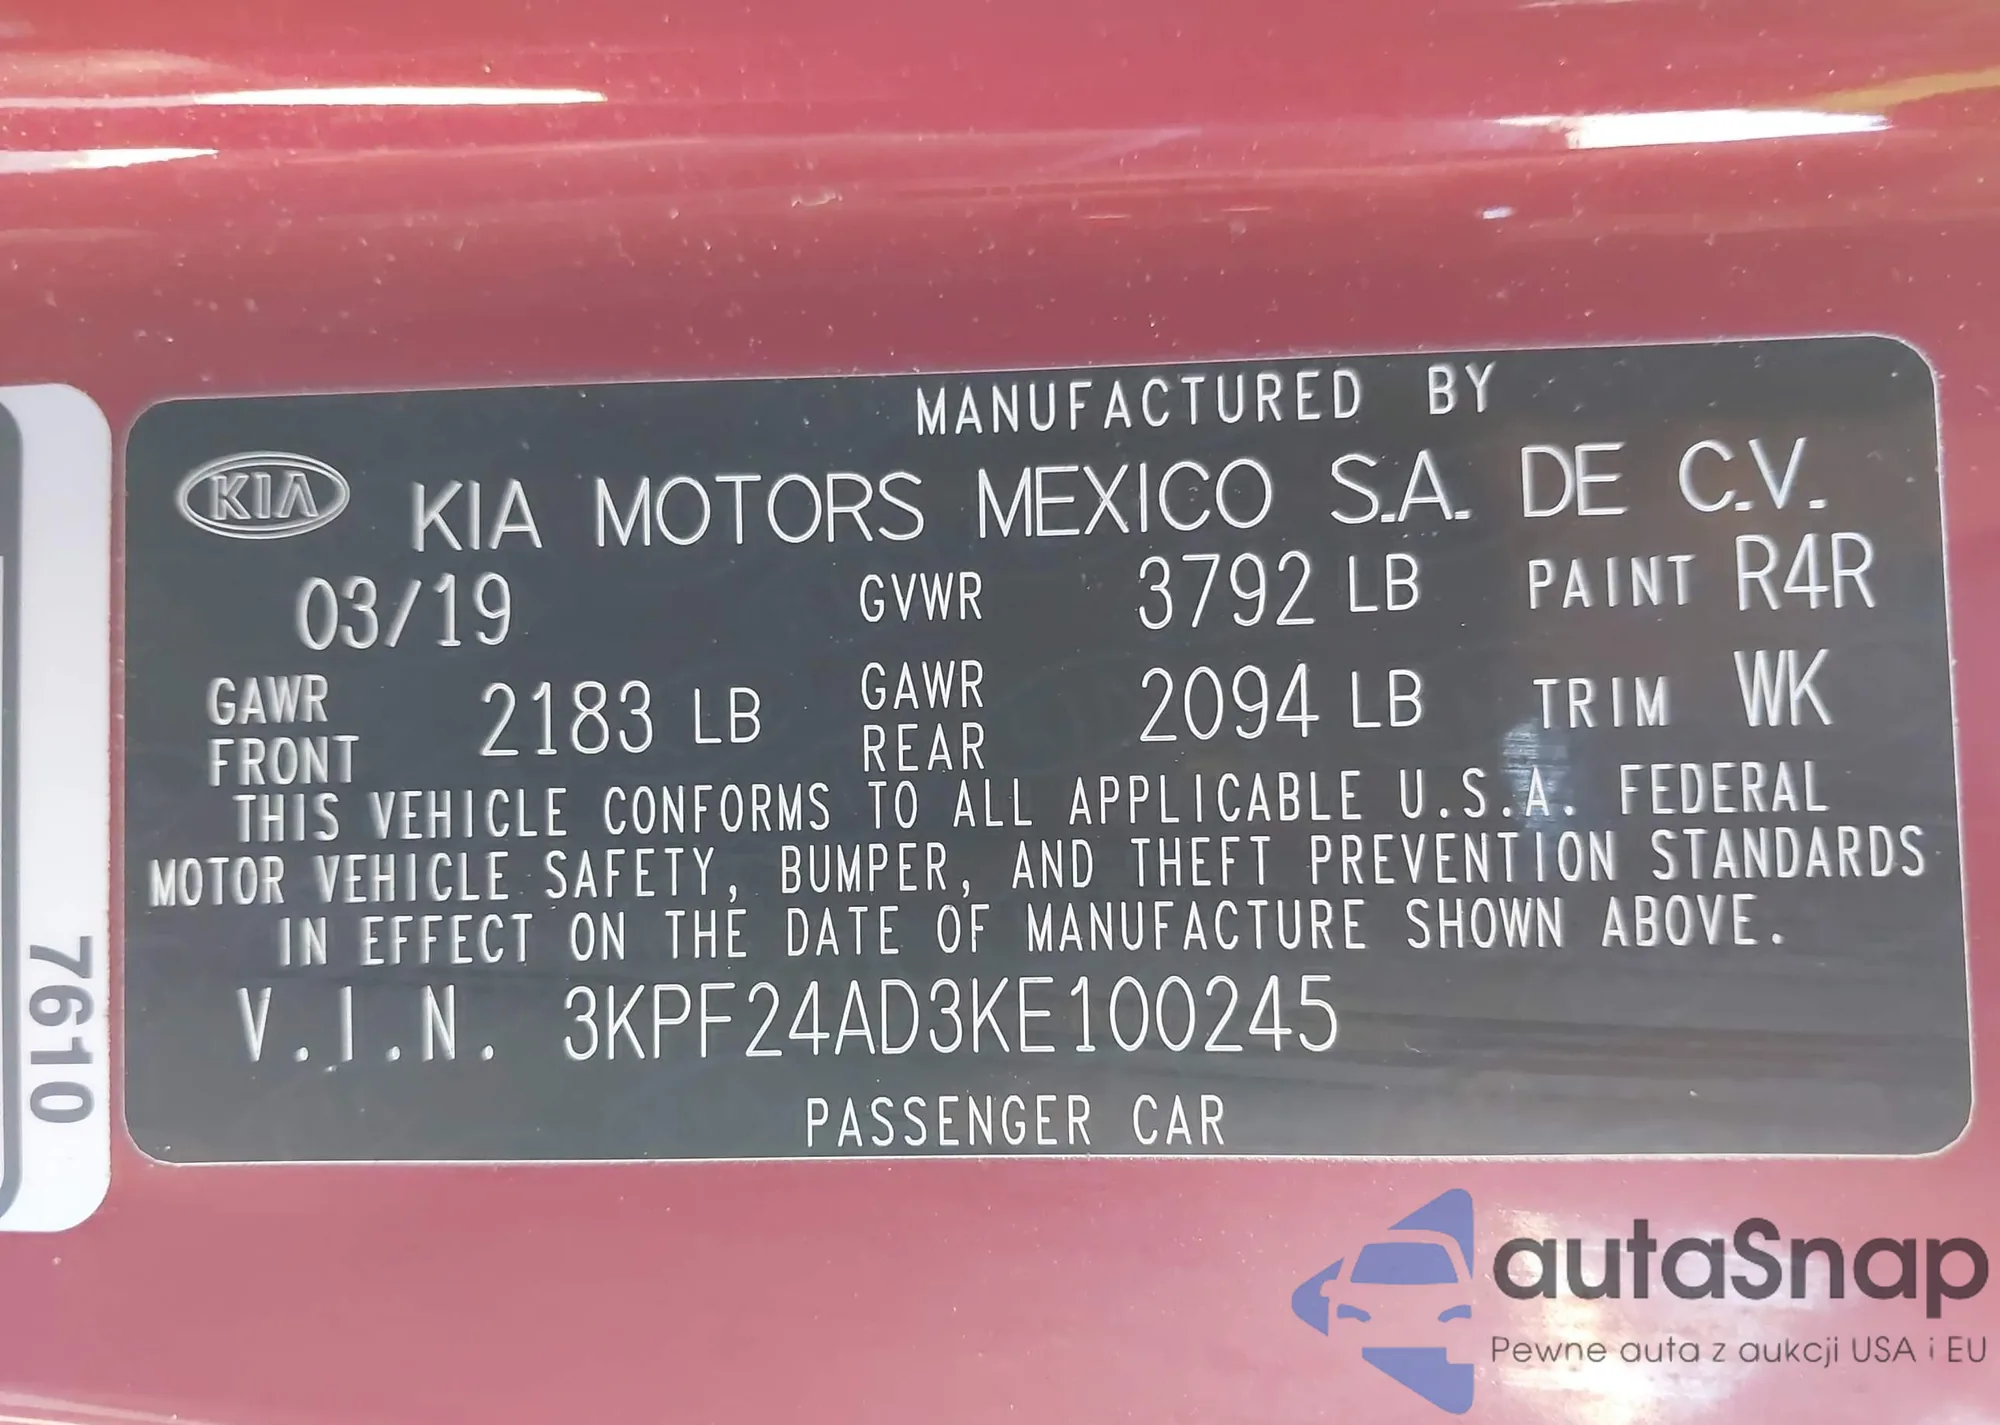 MANUFACTURED BY
KIA KIA MOTORS MEXICO S.A. DE C.V.
03/19 GVWR 3792 LB PAINT R4R
GAWR FRONT 2183 LB GAWR REAR 2094 LB TRIM WK
THIS VEHICLE CONFORMS TO ALL APPLICABLE U.S.A. FEDERAL
MOTOR VEHICLE SAFETY, BUMPER, AND THEFT PREVENTION STANDARDS
IN EFFECT ON THE DATE OF MANUFACTURE SHOWN ABOVE.
V.I.N. 3KPF24AD3KE100245
PASSENGER CAR
7610
autaSnap
Pewne auta z aukcji USA i EU